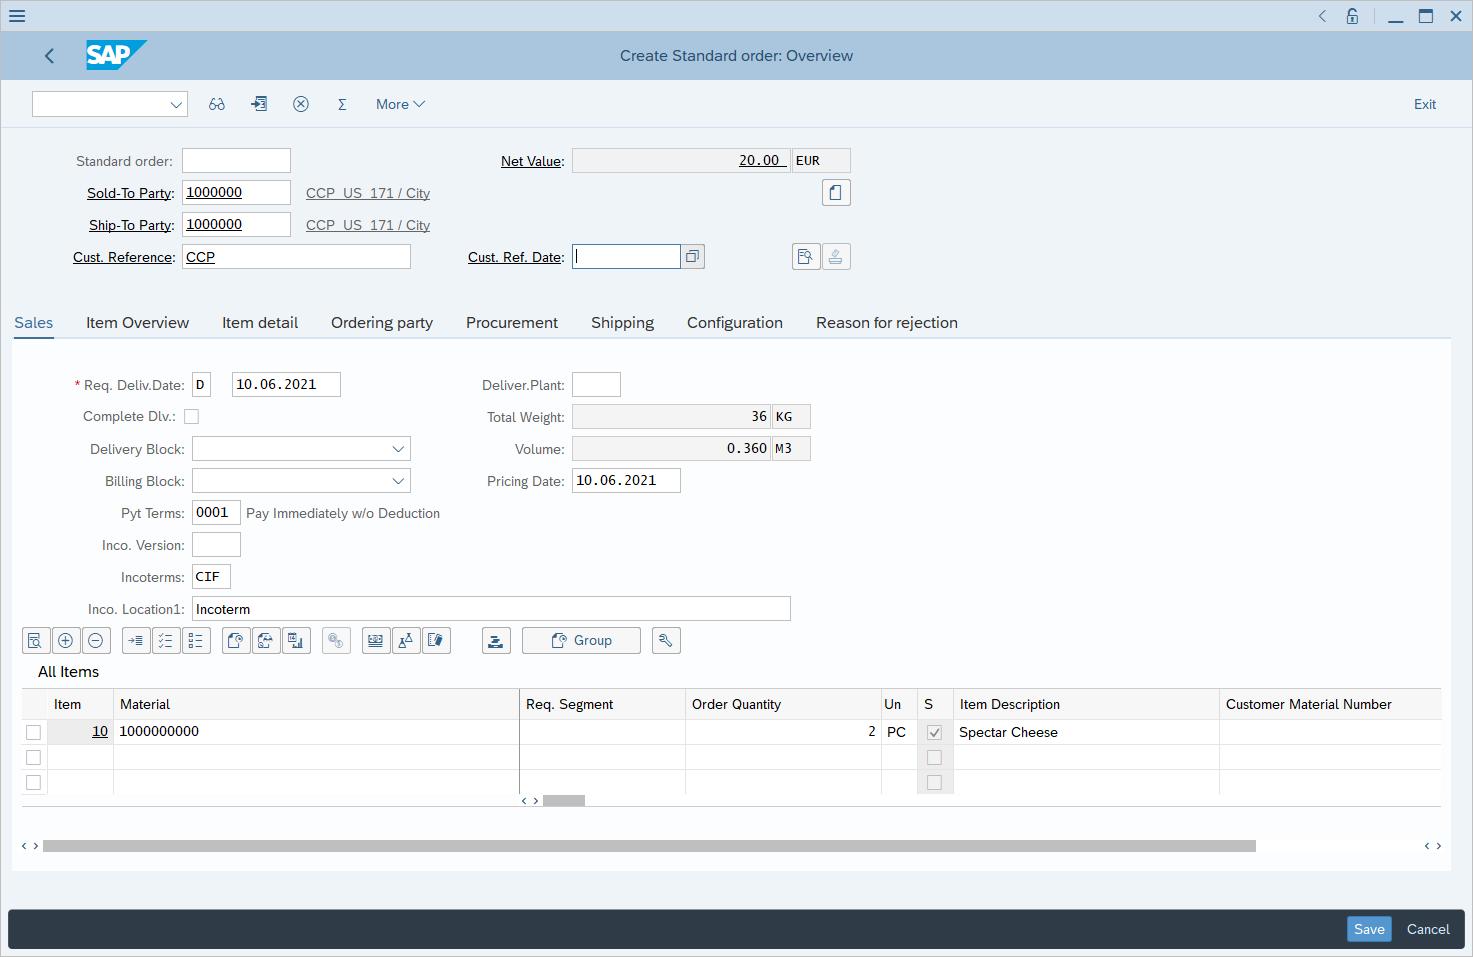 SAP
Create Standard order: Overview
More
Exit
Standard order:
Net Value: 20.00 EUR
Sold-To Party: 1000000 CCP_US_171 / City
Ship-To Party: 1000000 CCP_US_171 / City
Cust. Reference: CCP Cust. Ref. Date:
Sales Item Overview Item detail Ordering party Procurement Shipping Configuration Reason for rejection
* Req. Deliv.Date: D 10.06.2021 Deliver.Plant:
Complete Dlv.: Total Weight: 36 KG
Delivery Block: Volume: 0.360 M3
Billing Block: Pricing Date: 10.06.2021
Pyt Terms: 0001 Pay Immediately w/o Deduction
Inco. Version:
Incoterms: CIF
Inco. Location1: Incoterm
Group
All Items
Item Material Req. Segment Order Quantity Un S Item Description Customer Material Number
10 1000000000 2 PC Spectar Cheese
Save Cancel